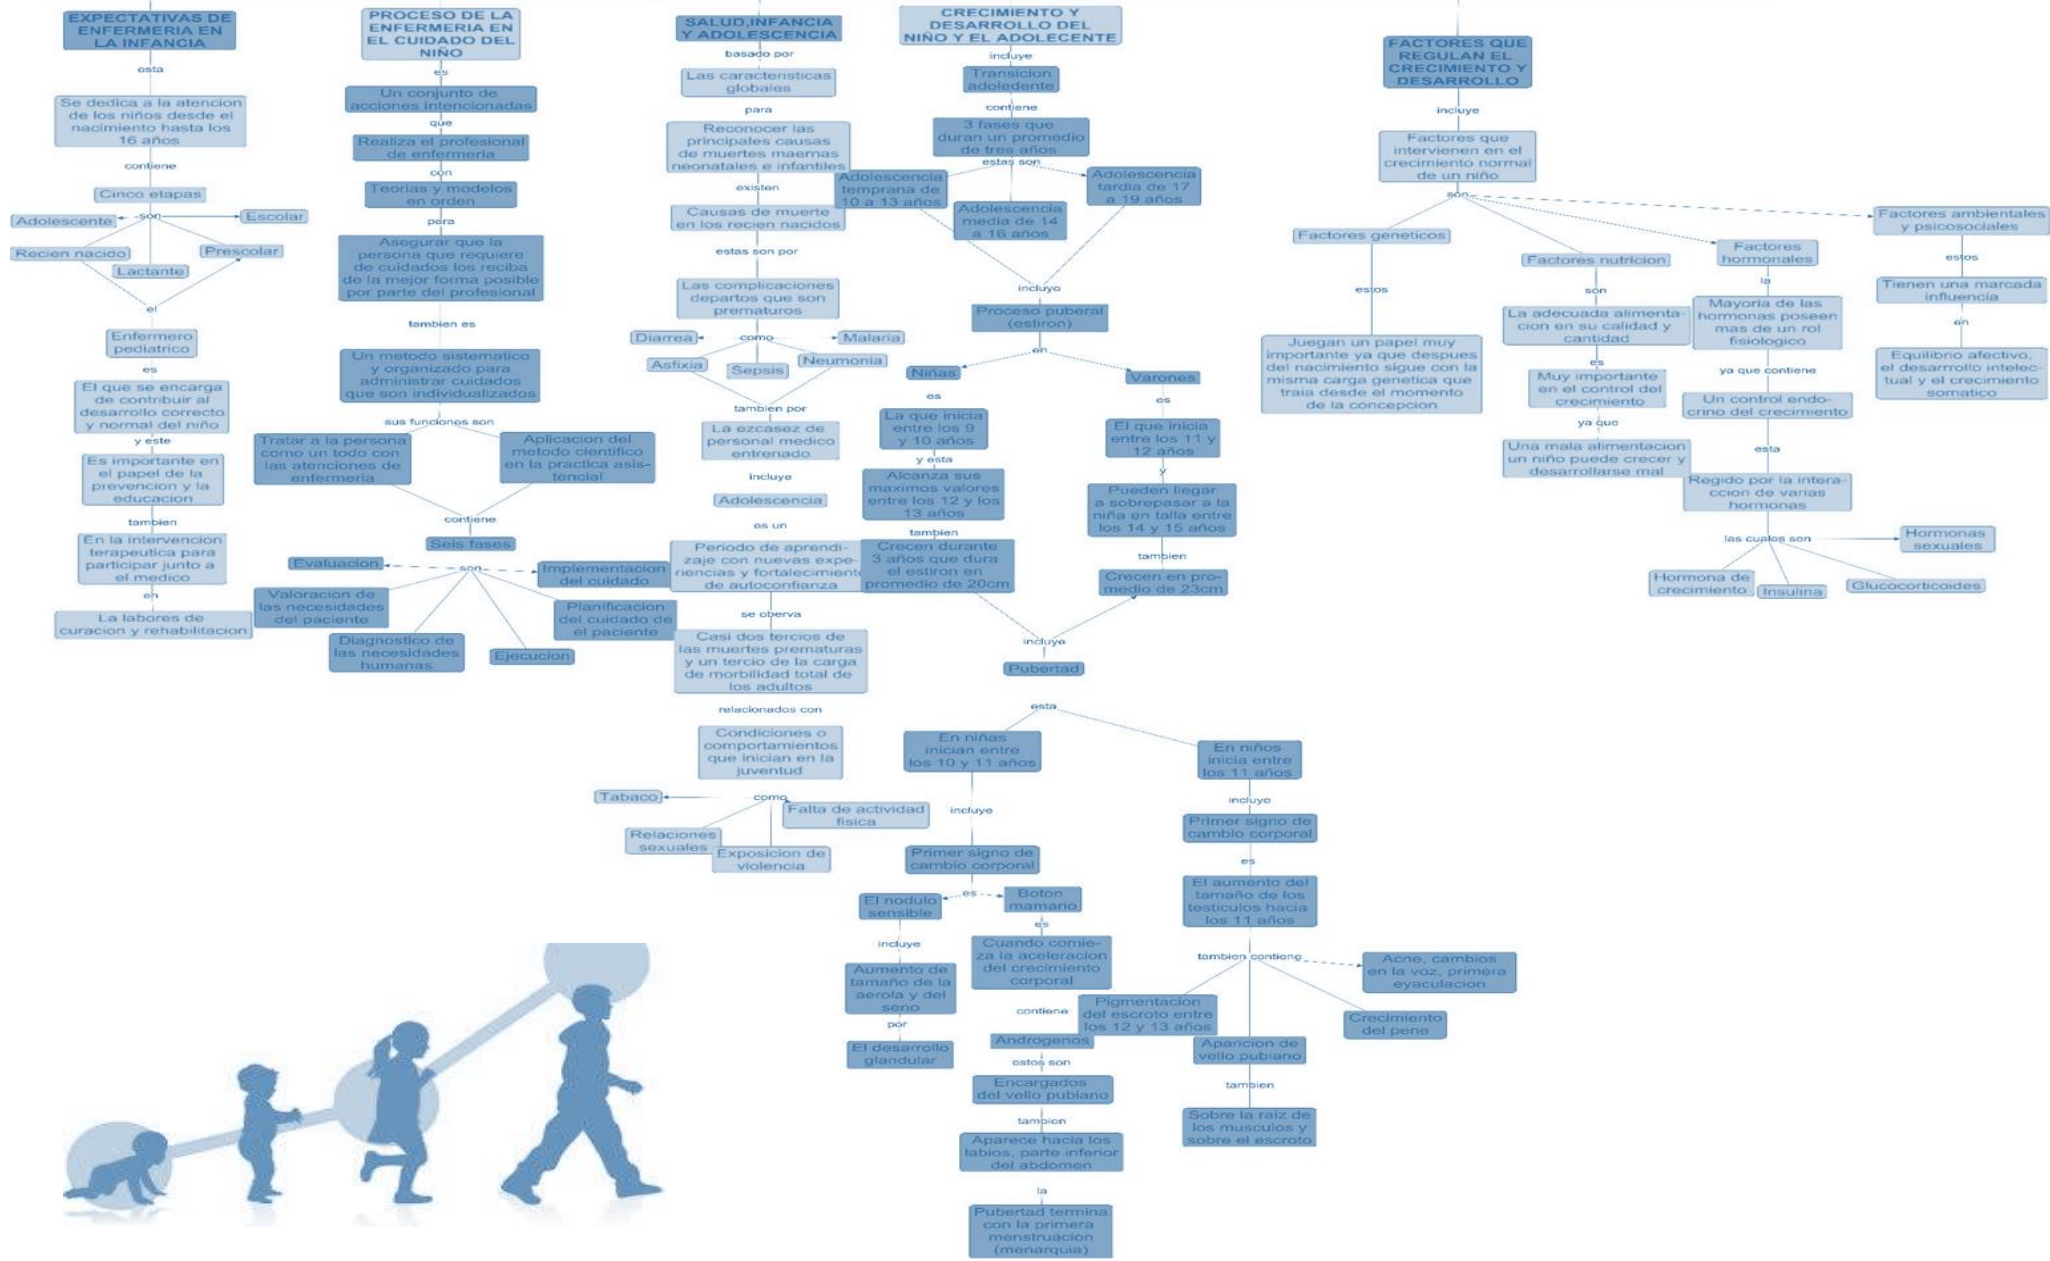 EXPECTATIVAS DE
ENFERMERIA EN
LA INFANCIA
esta
Se dedica a la atencion
de los niños desde el
nacimiento hasta los
16 años
contiene
Cinco etapas
son
Adolescente
Escolar
Recien nacido
Prescolar
Lactante
el
Enfermero
pediatrico
es
El que se encarga
de contribuir al
desarrollo correcto
y normal del niño
y este
Es importante en
el papel de la
prevencion y la
educacion
tambien
En la intervencion
terapeutica para
participar junto a
el medico
en
La labores de
curacion y rehabilitacion
PROCESO DE LA
ENFERMERIA EN
EL CUIDADO DEL
NIÑO
es
Un conjunto de
acciones intencionadas
que
Realiza el profesional
de enfermeria
con
Teorias y modelos
en orden
para
Asegurar que la
persona que requiere
de cuidados los reciba
de la mejor forma posible
por parte del profesional
tambien es
Un metodo sistematico
y organizado para
administrar cuidados
que son individualizados
sus funciones son
Tratar a la persona
como un todo con
las atenciones de
enfermeria
Aplicacion del
metodo cientifico
en la practica asis-
tencial
contiene
Seis fases
son
Evaluacion
Implementacion
del cuidado
Valoracion de
las necesidades
del paciente
Planificacion
del cuidado de
el paciente
Diagnostico de
las necesidades
humanas
Ejecucion
SALUD,INFANCIA
Y ADOLESCENCIA
basado por
Las caracteristicas
globales
para
Reconocer las
principales causas
de muertes maernas
neonatales e infantiles
existen
Causas de muerte
en los recien nacidos
estas son por
Las complicaciones
departos que son
prematuros
como
Diarrea
Malaria
Asfixia
Sepsis
Neumonia
tambien por
La ezcasez de
personal medico
entrenado
incluye
Adolescencia
es un
Periodo de aprendi-
zaje con nuevas expe-
riencias y fortalecimiento
de autoconfianza
se oberva
Casi dos tercios de
las muertes prematuras
y un tercio de la carga
de morbilidad total de
los adultos
relacionados con
Condiciones o
comportamientos
que inician en la
juventud
como
Tabaco
Falta de actividad
fisica
Relaciones
sexuales
Exposicion de
violencia
CRECIMIENTO Y
DESARROLLO DEL
NIÑO Y EL ADOLECENTE
incluye
Transicion
adoledente
contiene
3 fases que
duran un promedio
de tres años
estas son
Adolescencia
temprana de
10 a 13 años
Adolescencia
media de 14
a 16 años
Adolescencia
tardia de 17
a 19 años
incluye
Proceso puberal
(estiron)
en
Niñas
Varones
es
La que inicia
entre los 9
y 10 años
y esta
Alcanza sus
maximos valores
entre los 12 y los
13 años
tambien
Crecen durante
3 años que dura
el estiron en
promedio de 20cm
es
El que inicia
entre los 11 y
12 años
y
Pueden llegar
a sobrepasar a la
niña en talla entre
los 14 y 15 años
tambien
Crecen en pro-
medio de 23cm
incluye
Pubertad
esta
En niñas
inician entre
los 10 y 11 años
incluye
Primer signo de
cambio corporal
es
El nodulo
sensible
Boton
mamario
incluye
Aumento de
tamaño de la
aerola y del
seno
por
El desarrollo
glandular
es
Cuando comie-
za la aceleracion
del crecimiento
corporal
contiene
Androgenos
estos son
Encargados
del vello pubiano
tambien
Aparece hacia los
labios, parte inferior
del abdomen
la
Pubertad termina
con la primera
menstruacion
(menarquia)
En niños
inicia entre
los 11 años
incluye
Primer signo de
cambio corporal
es
El aumento del
tamaño de los
testiculos hacia
los 11 años
tambien contiene
Acne, cambios
en la voz, primera
eyaculacion
Pigmentacion
del escroto entre
los 12 y 13 años
Crecimiento
del pene
Aparicion de
vello pubiano
tambien
Sobre la raiz de
los musculos y
sobre el escroto
FACTORES QUE
REGULAN EL
CRECIMIENTO Y
DESARROLLO
incluye
Factores que
intervienen en el
crecimiento normal
de un niño
son
Factores geneticos
estos
Juegan un papel muy
importante ya que despues
del nacimiento sigue con la
misma carga genetica que
traia desde el momento
de la concepcion
Factores nutricion
son
La adecuada alimenta-
cion en su calidad y
cantidad
es
Muy importante
en el control del
crecimiento
ya que
Una mala alimentacion
un niño puede crecer y
desarrollarse mal
Factores
hormonales
la
Mayoria de las
hormonas poseen
mas de un rol
fisiologico
ya que contiene
Un control endo-
crino del crecimiento
esta
Regido por la intera-
ccion de varias
hormonas
las cuales son
Hormonas
sexuales
Hormona de
crecimiento
Insulina
Glucocorticoides
Factores ambientales
y psicosociales
estos
Tienen una marcada
influencia
en
Equilibrio afectivo,
el desarrollo intelec-
tual y el crecimiento
somatico